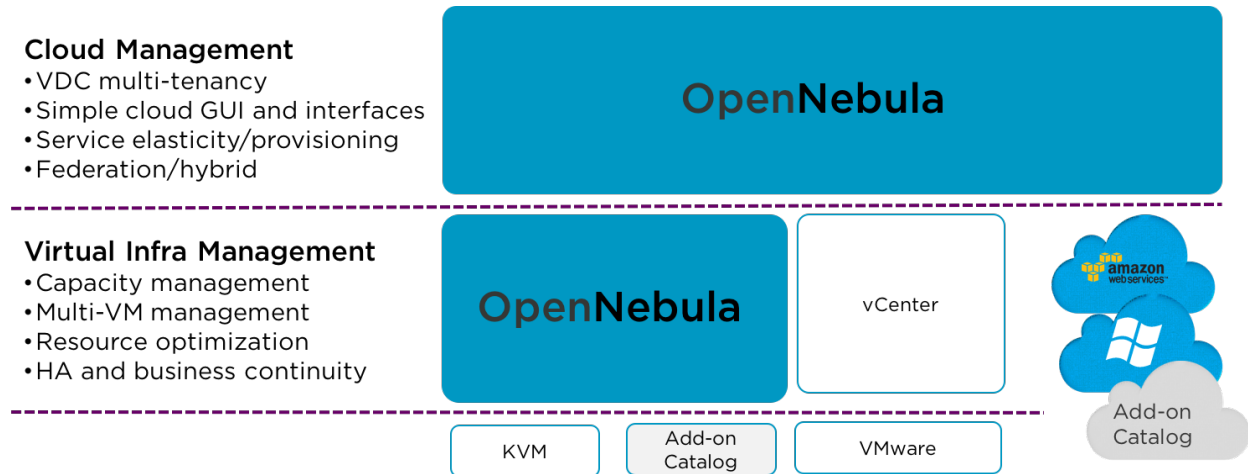 Cloud Management
•VDC multi-tenancy
•Simple cloud GUI and interfaces
•Service elasticity/provisioning
•Federation/hybrid
OpenNebula
Virtual Infra Management
•Capacity management
•Multi-VM management
•Resource optimization
•HA and business continuity
OpenNebula
vCenter
amazon
webservices™
Add-on
Catalog
KVM
Add-on
Catalog
VMware